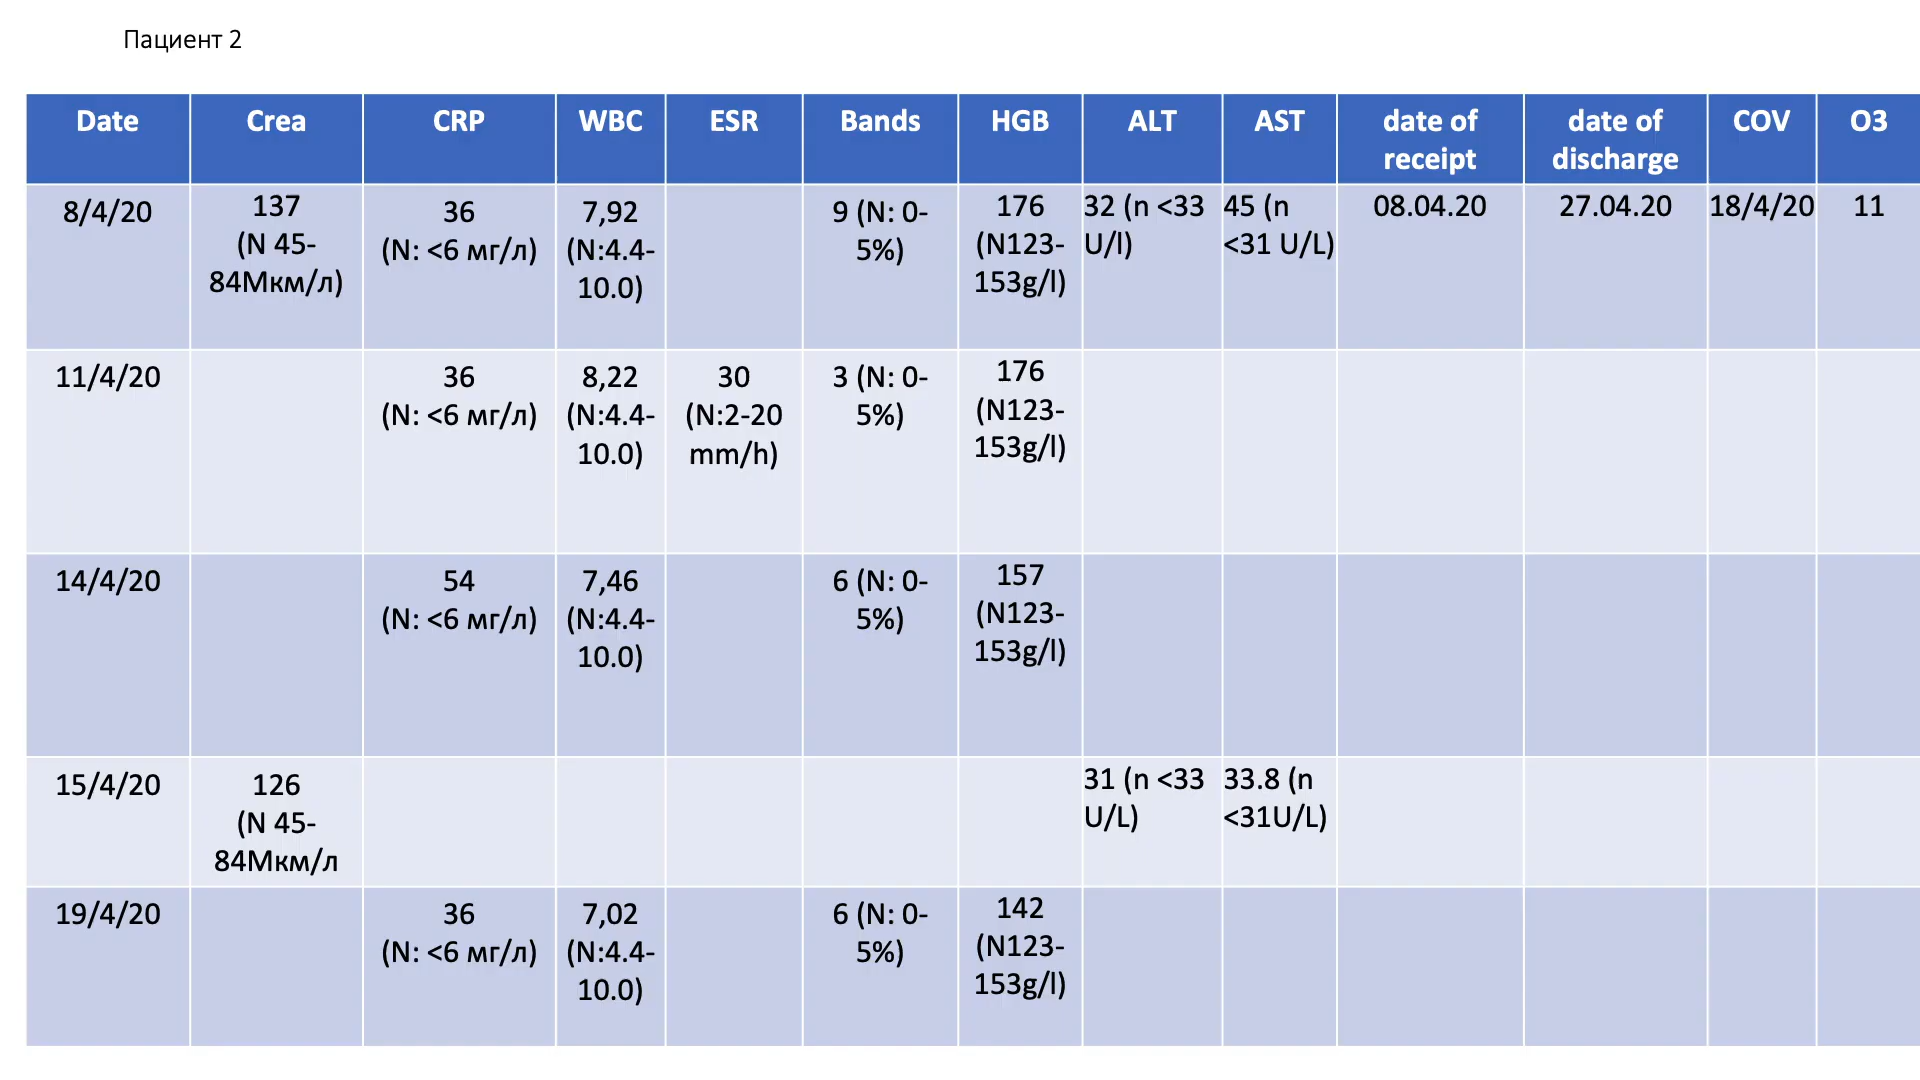 Пациент 2
Date Crea CRP WBC ESR Bands HGB ALT AST date of receipt date of discharge COV O3
8/4/20
137
(N 45-
84Мкм/л)
36
(N: <6 мг/л)
7,92
(N:4.4-
10.0)
9 (N: 0-
5%)
176
(N123-
153g/l)
32 (n <33
U/l)
45 (n
<31 U/L)
08.04.20
27.04.20
18/4/20
11
11/4/20
36
(N: <6 мг/л)
8,22
(N:4.4-
10.0)
30
(N:2-20
mm/h)
3 (N: 0-
5%)
176
(N123-
153g/l)
14/4/20
54
(N: <6 мг/л)
7,46
(N:4.4-
10.0)
6 (N: 0-
5%)
157
(N123-
153g/l)
15/4/20
126
(N 45-
84Мкм/л
31 (n <33
U/L)
33.8 (n
<31U/L)
19/4/20
36
(N: <6 мг/л)
7,02
(N:4.4-
10.0)
6 (N: 0-
5%)
142
(N123-
153g/l)